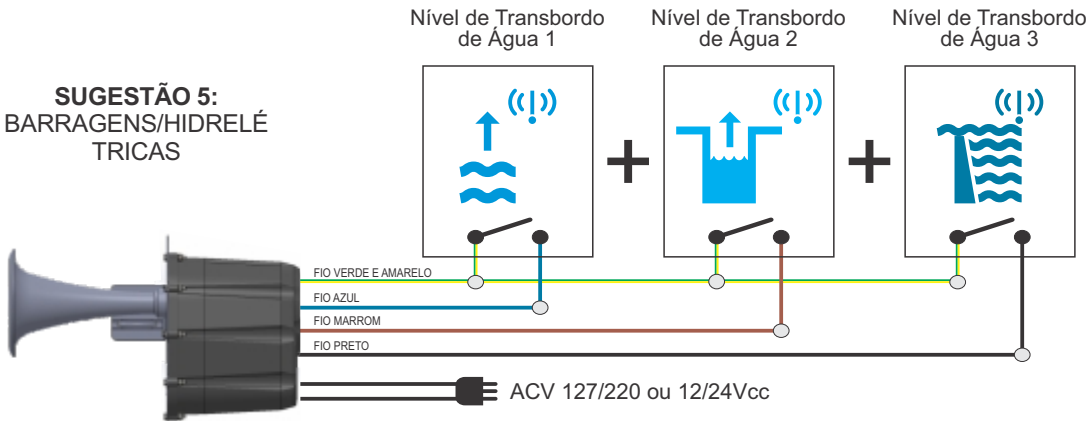 Nível de Transbordo
de Água 1
Nível de Transbordo
de Água 2
Nível de Transbordo
de Água 3
SUGESTÃO 5:
BARRAGENS/HIDRELÉ
TRICAS
FIO VERDE E AMARELO
FIO AZUL
FIO MARROM
FIO PRETO
ACV 127/220 ou 12/24Vcc